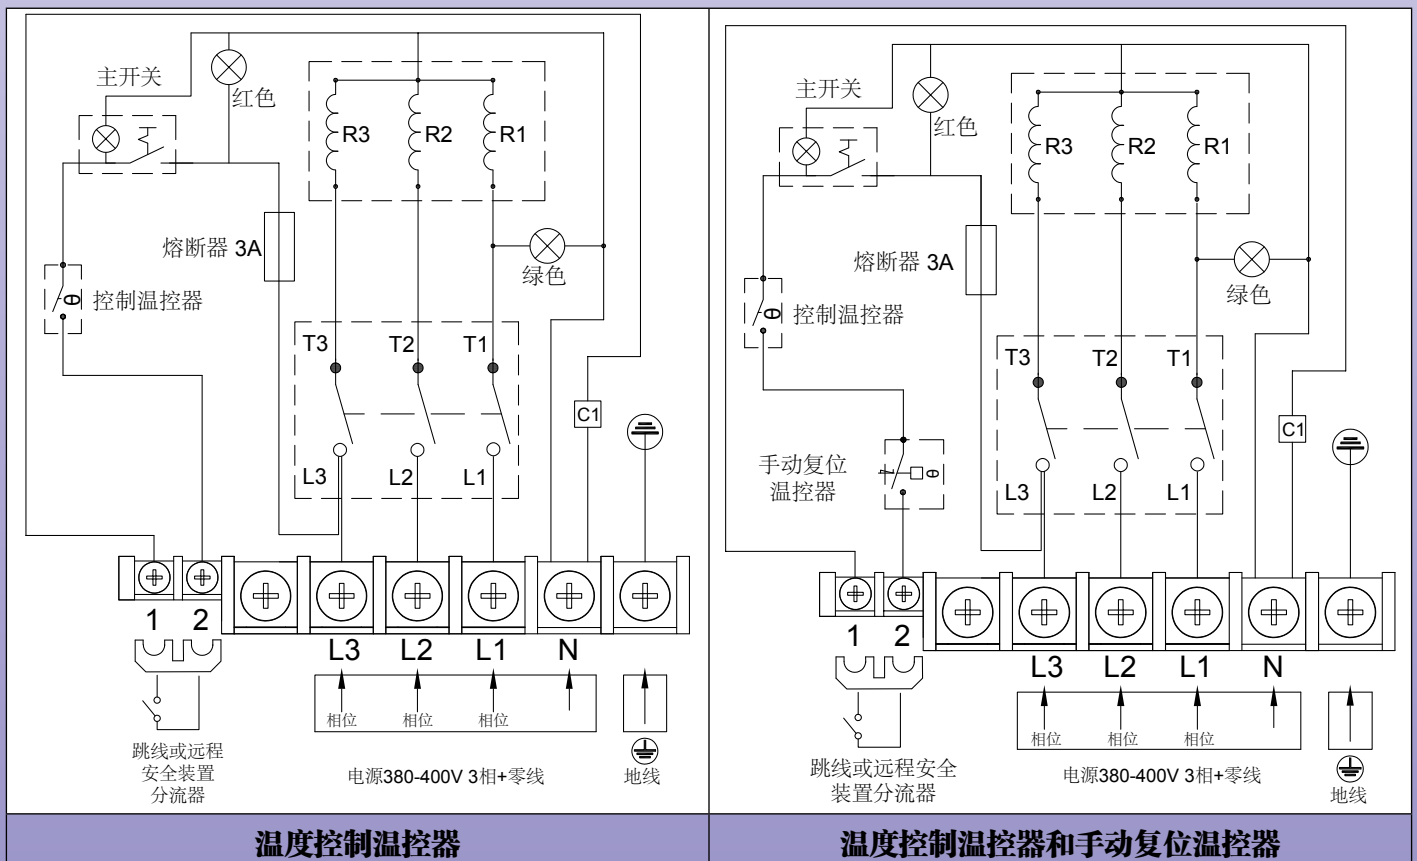 主开关
红色
R3
R2
R1
熔断器 3A
绿色
θ
控制温控器
T3
T2
T1
C1
L3
L2
L1
1
2
L3
L2
L1
N
相位
相位
相位
跳线或远程
安全装置
分流器
电源380-400V 3相+零线
地线
温度控制温控器
主开关
红色
R3
R2
R1
熔断器 3A
绿色
θ
控制温控器
T3
T2
T1
C1
手动复位
温控器
θ
L3
L2
L1
1
2
L3
L2
L1
N
相位
相位
相位
跳线或远程安全
装置分流器
电源380-400V 3相+零线
地线
温度控制温控器和手动复位温控器